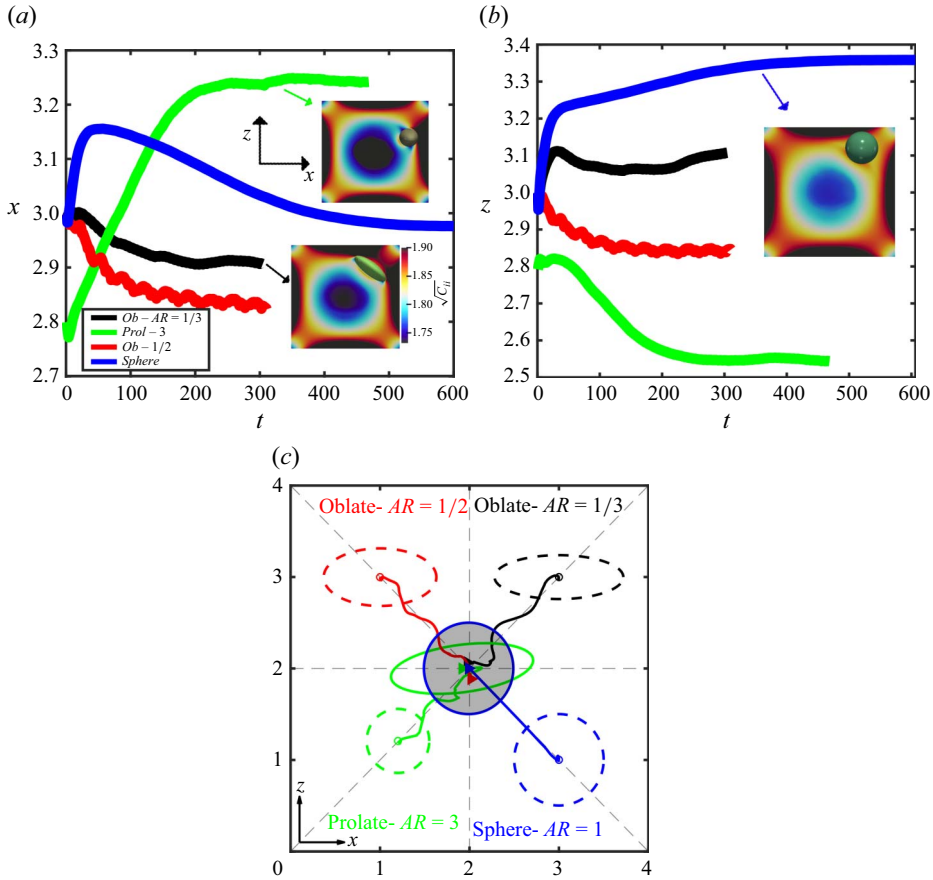 (a)
3.3
3.2
3.1
3.0
2.9
2.8
2.7
x
0 100 200 300 400 500 600
t
z
x
1.90
1.85
1.80
1.75
√C_ii
Ob – AR = 1/3
Prol – 3
Ob – 1/2
Sphere
(b)
3.4
3.3
3.2
3.1
3.0
2.9
2.8
2.7
2.6
2.5
z
0 100 200 300 400 500 600
t
(c)
4
3
2
1
0
Oblate- AR = 1/2
Oblate- AR = 1/3
Prolate- AR = 3
Sphere- AR = 1
z
x
1 2 3 4